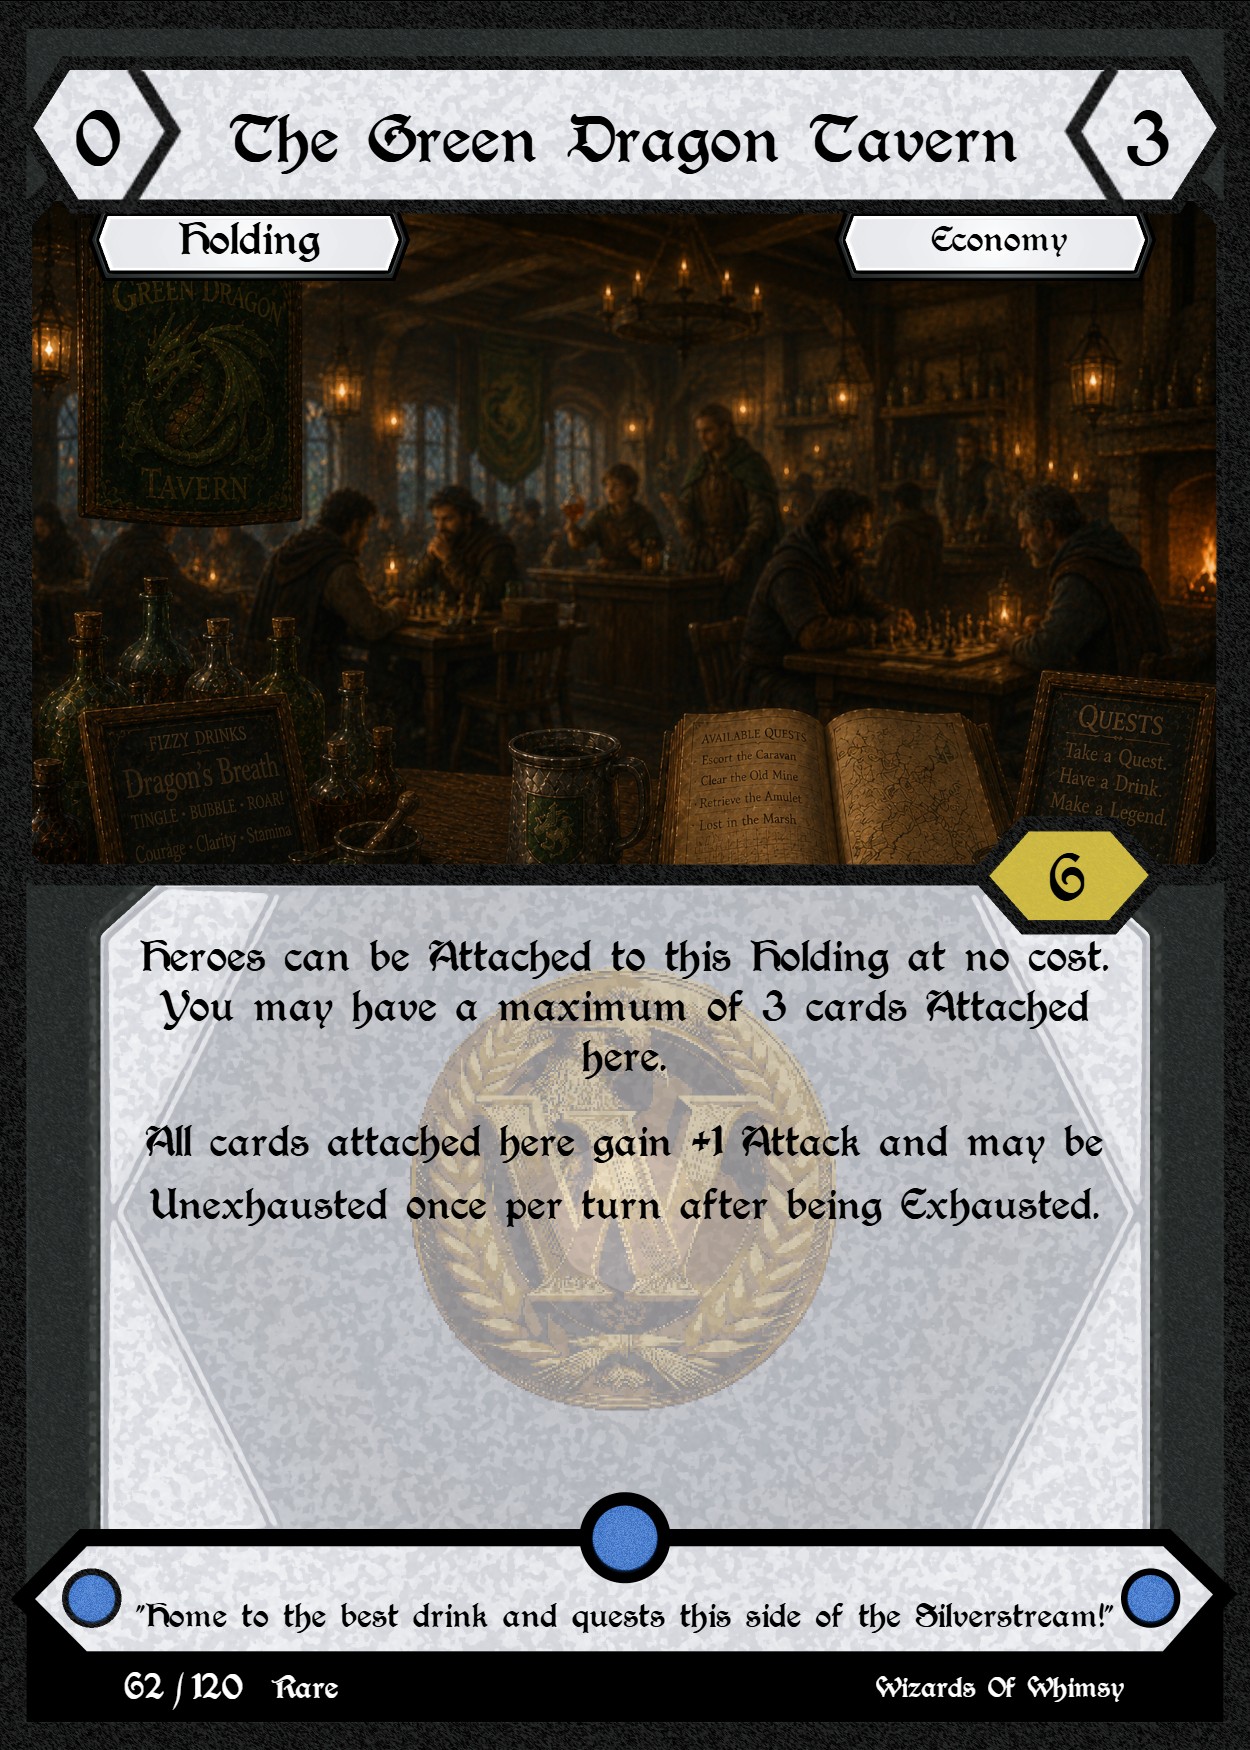 0
The Green Dragon Tavern
3
Holding
Economy
GREEN DRAGON
TAVERN
FIZZY DRINKS
Dragon's Breath
TINGLE • BUBBLE • ROAR!
Courage • Clarity • Stamina
AVAILABLE QUESTS
Escort the Caravan
Clear the Old Mine
Retrieve the Amulet
Lost in the Marsh
QUESTS
Take a Quest.
Have a Drink.
Make a Legend.
6
Heroes can be Attached to this Holding at no cost.
You may have a maximum of 3 cards Attached
here.
All cards attached here gain +1 Attack and may be
Unexhausted once per turn after being Exhausted.
W
"Home to the best drink and quests this side of the Silverstream!"
62 / 120 Rare
Wizards Of Whimsy